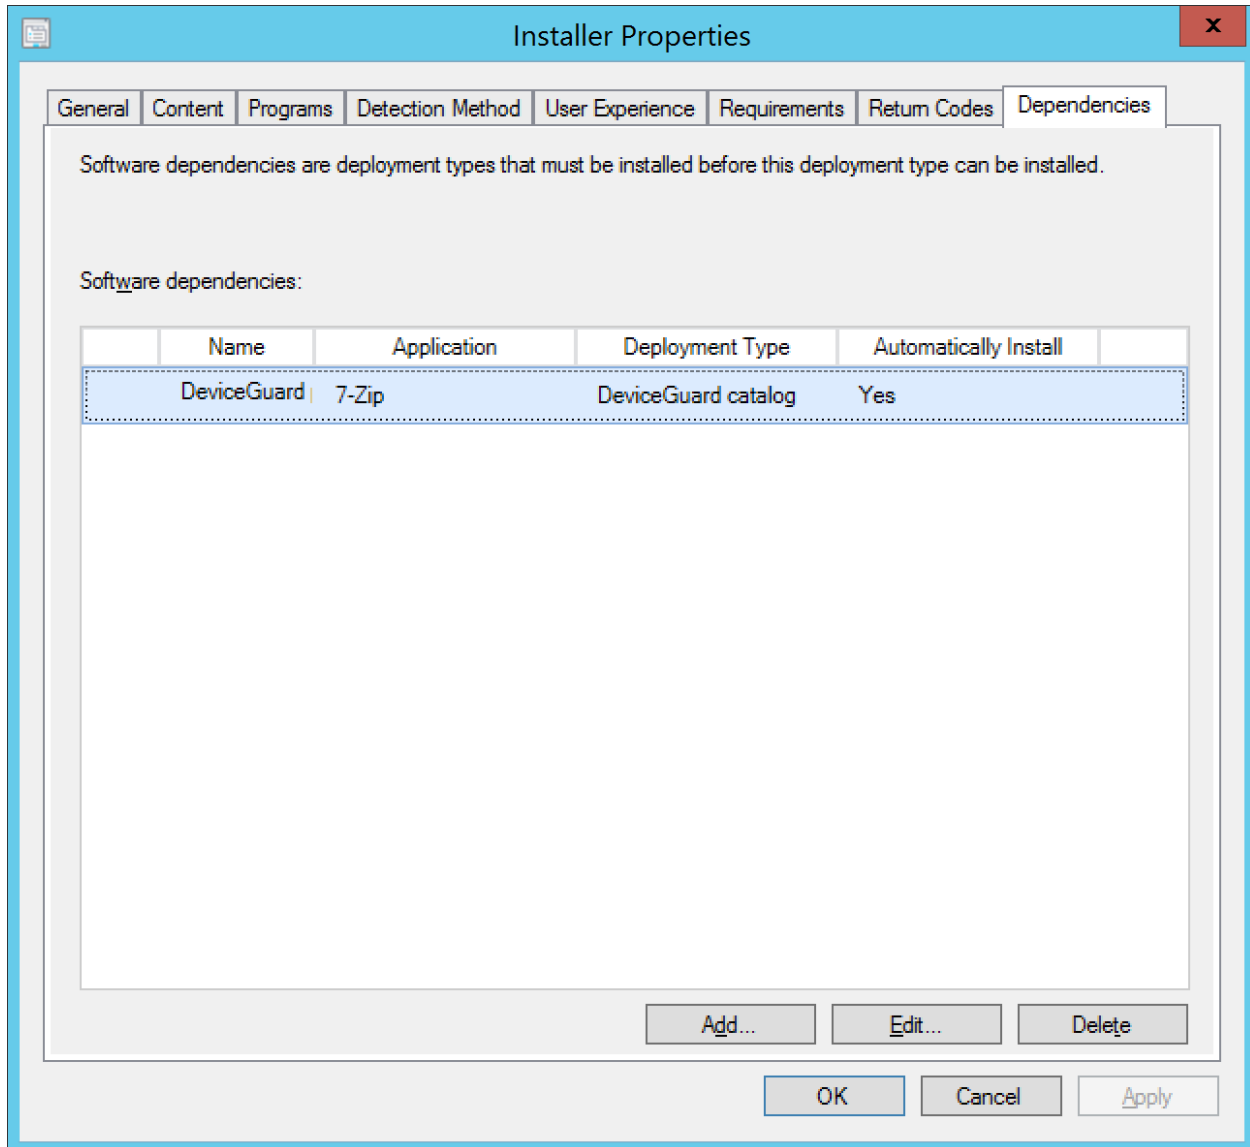 Installer Properties
x
General Content Programs Detection Method User Experience Requirements Return Codes Dependencies
Software dependencies are deployment types that must be installed before this deployment type can be installed.
Software dependencies:
Name Application Deployment Type Automatically Install
DeviceGuard 7-Zip DeviceGuard catalog Yes
Add... Edit... Delete
OK Cancel Apply